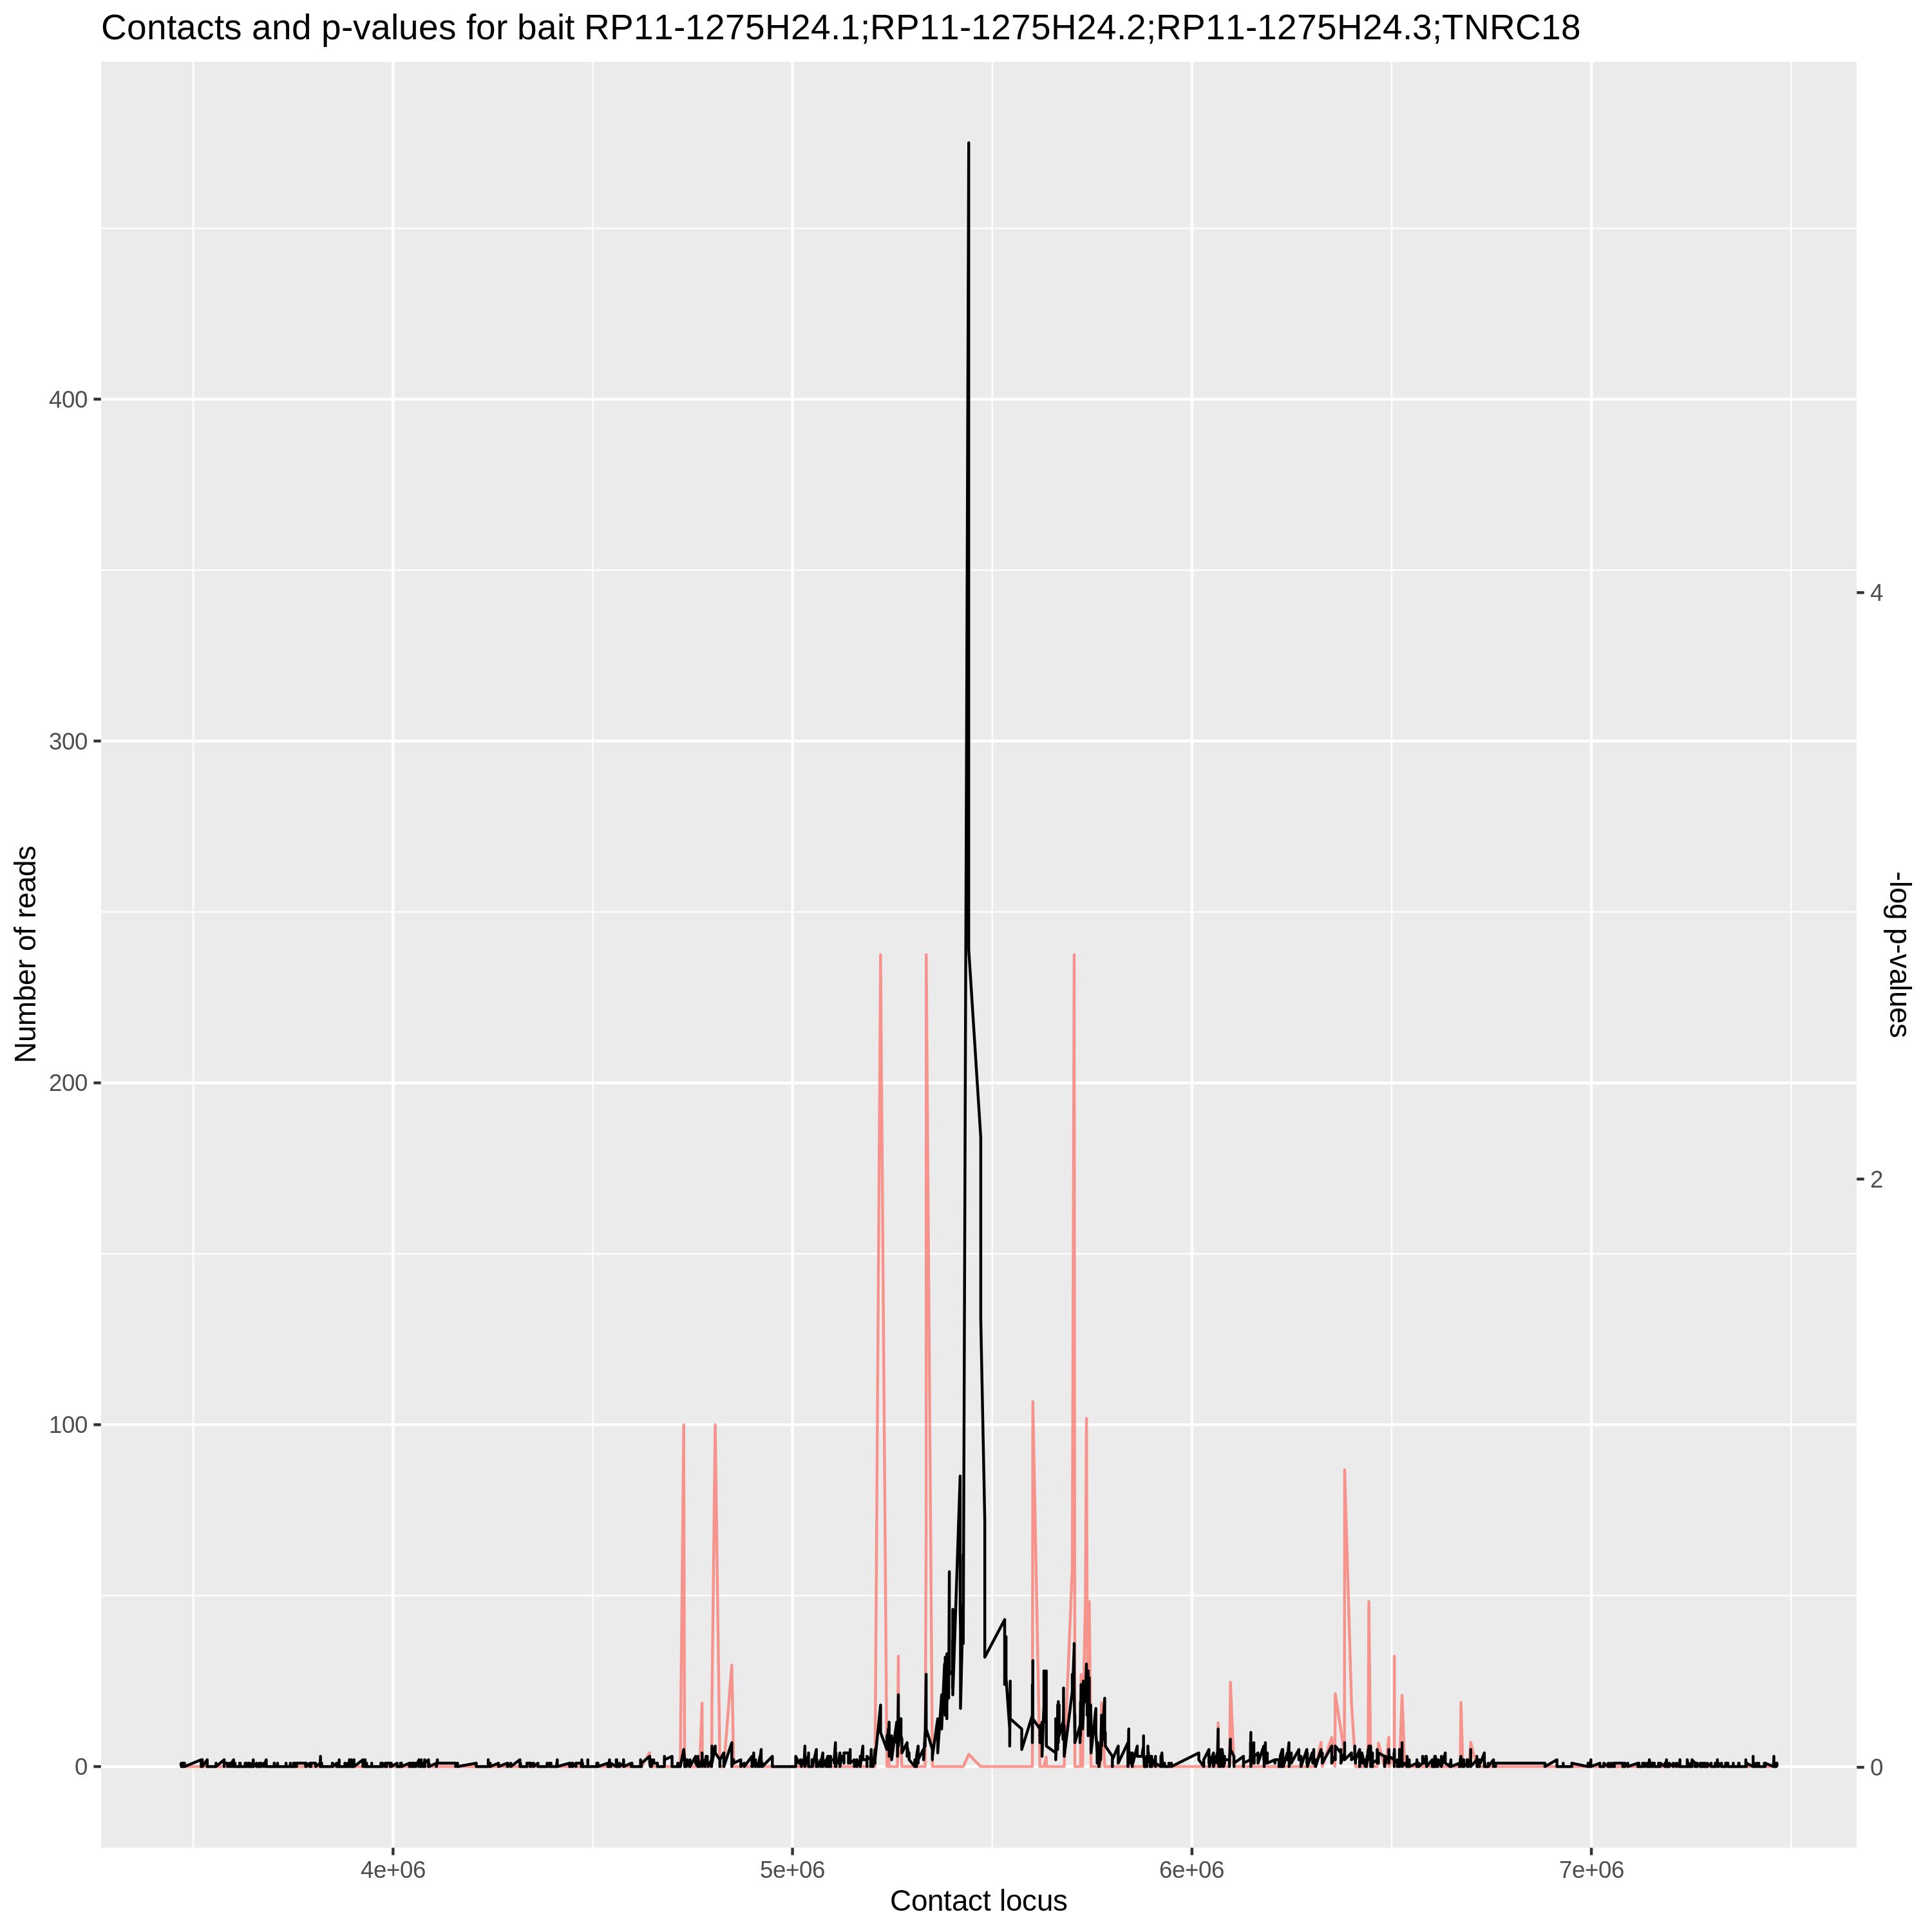 Contacts and p-values for bait RP11-1275H24.1;RP11-1275H24.2;RP11-1275H24.3;TNRC18
Number of reads
400
300
200
100
0
4
2
0
-log p-values
4e+06 5e+06 6e+06 7e+06
Contact locus